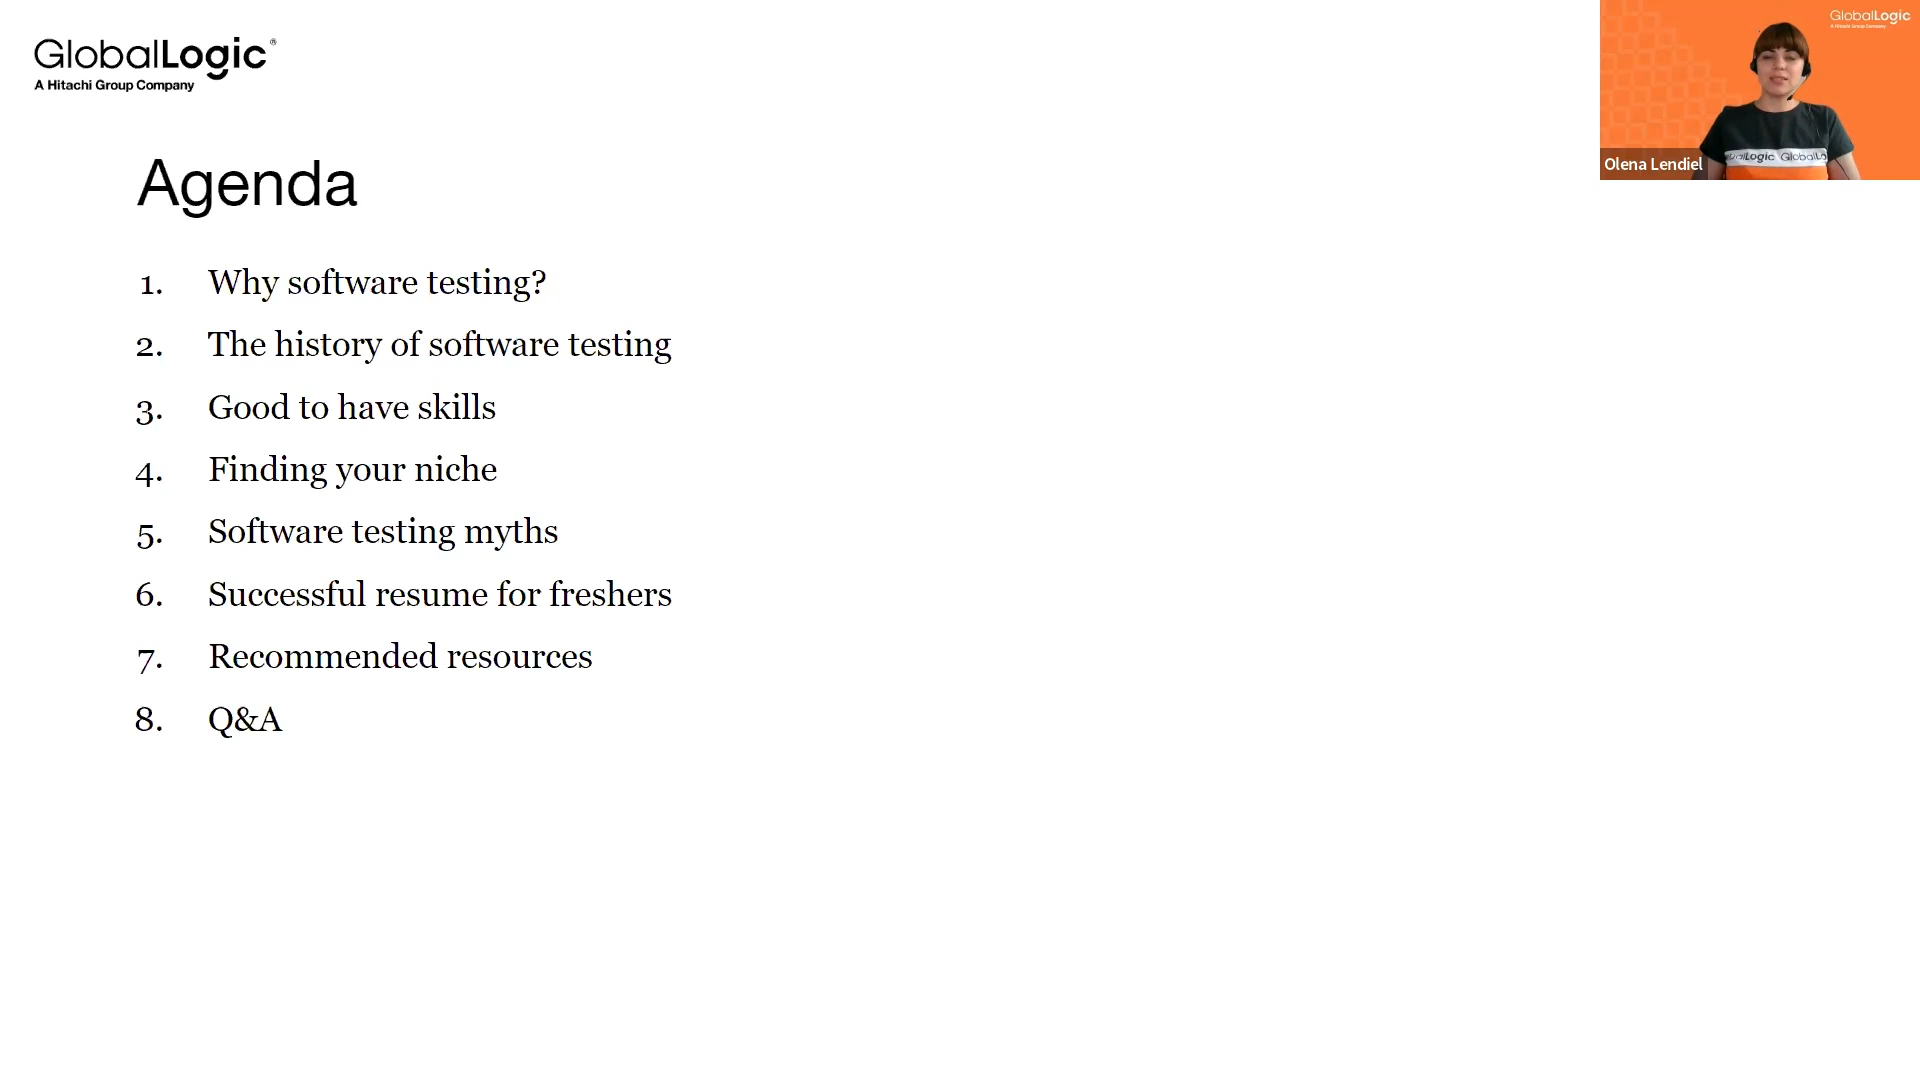 GlobalLogic®
A Hitachi Group Company
GlobalLogic
A Hitachi Group Company
Olena Lendiel
Logic GlobalLo
Agenda
1. Why software testing?
2. The history of software testing
3. Good to have skills
4. Finding your niche
5. Software testing myths
6. Successful resume for freshers
7. Recommended resources
8. Q&A